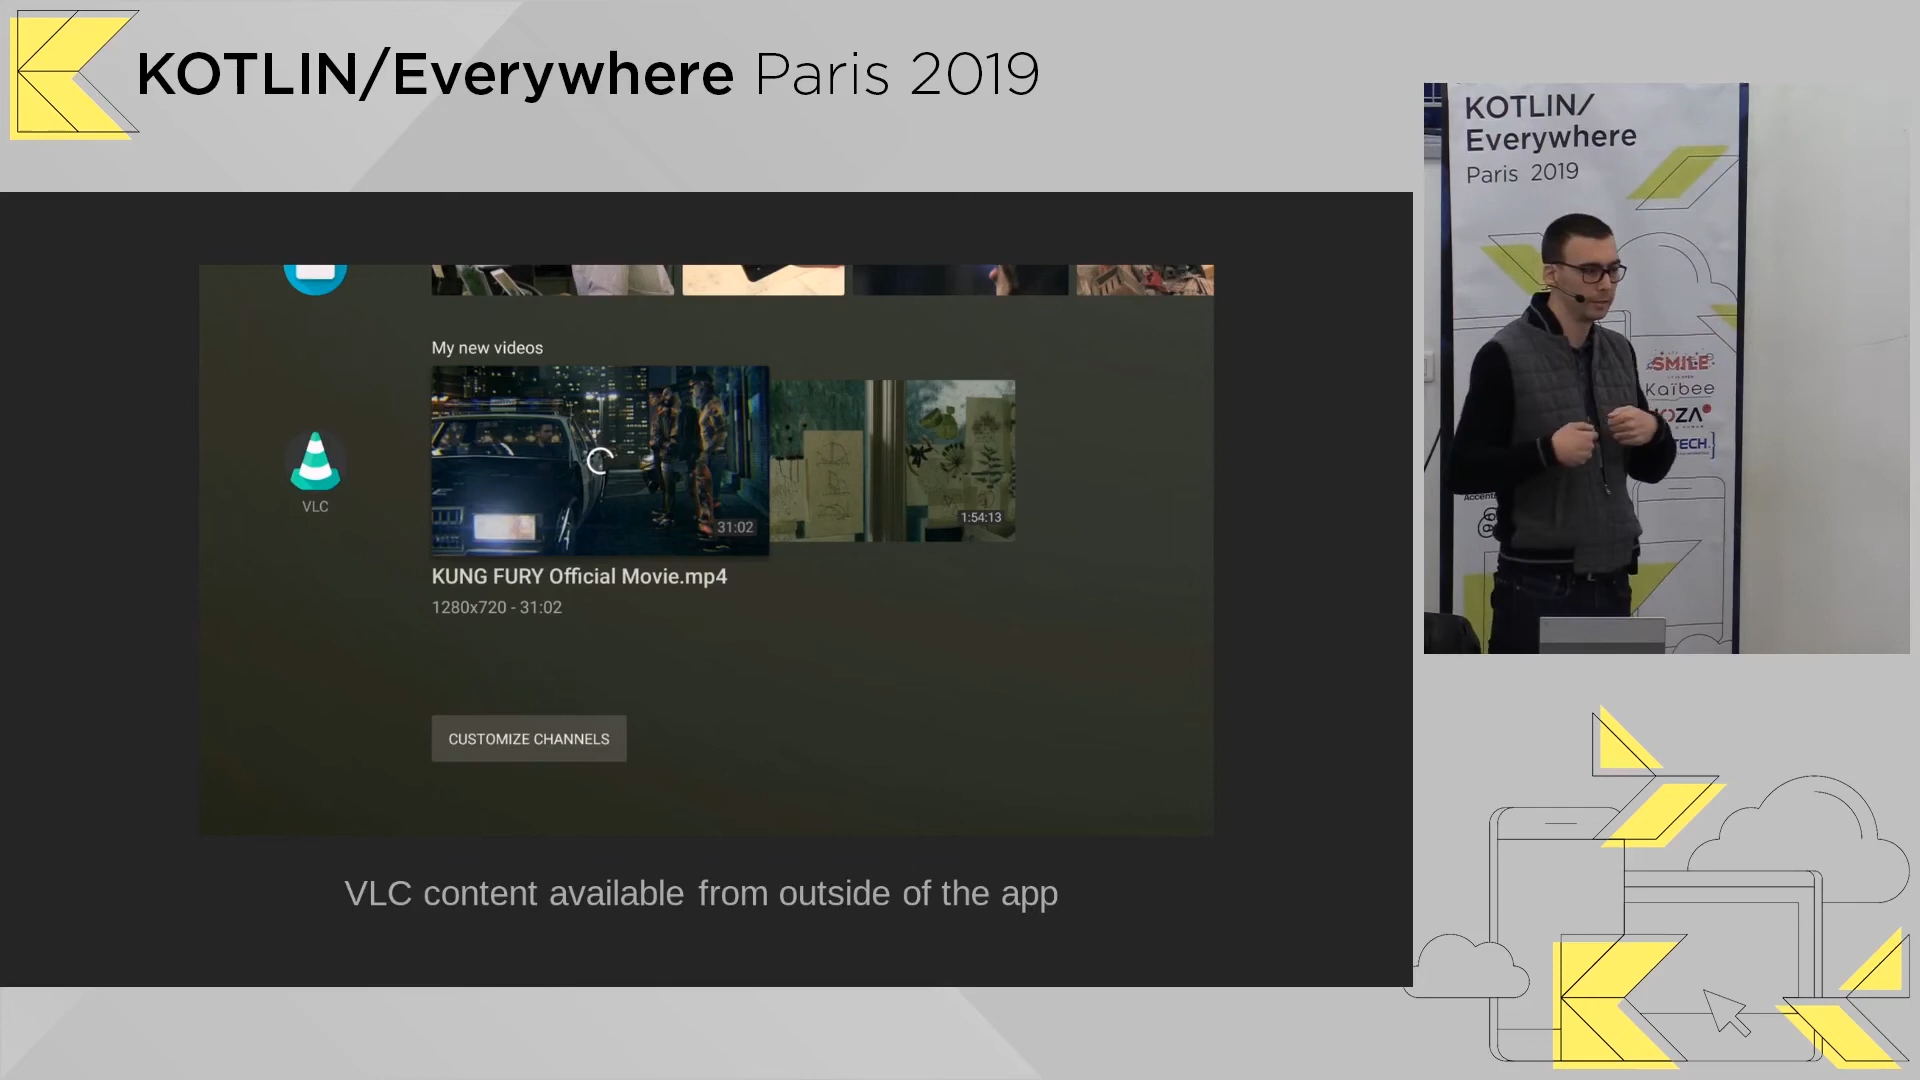 KOTLIN/Everywhere Paris 2019
My new videos
31:02
1:54:13
VLC
KUNG FURY Official Movie.mp4
1280x720 - 31:02
CUSTOMIZE CHANNELS
VLC content available from outside of the app
KOTLIN/
Everywhere
Paris 2019
SMILE
Kaïbee
TECH.